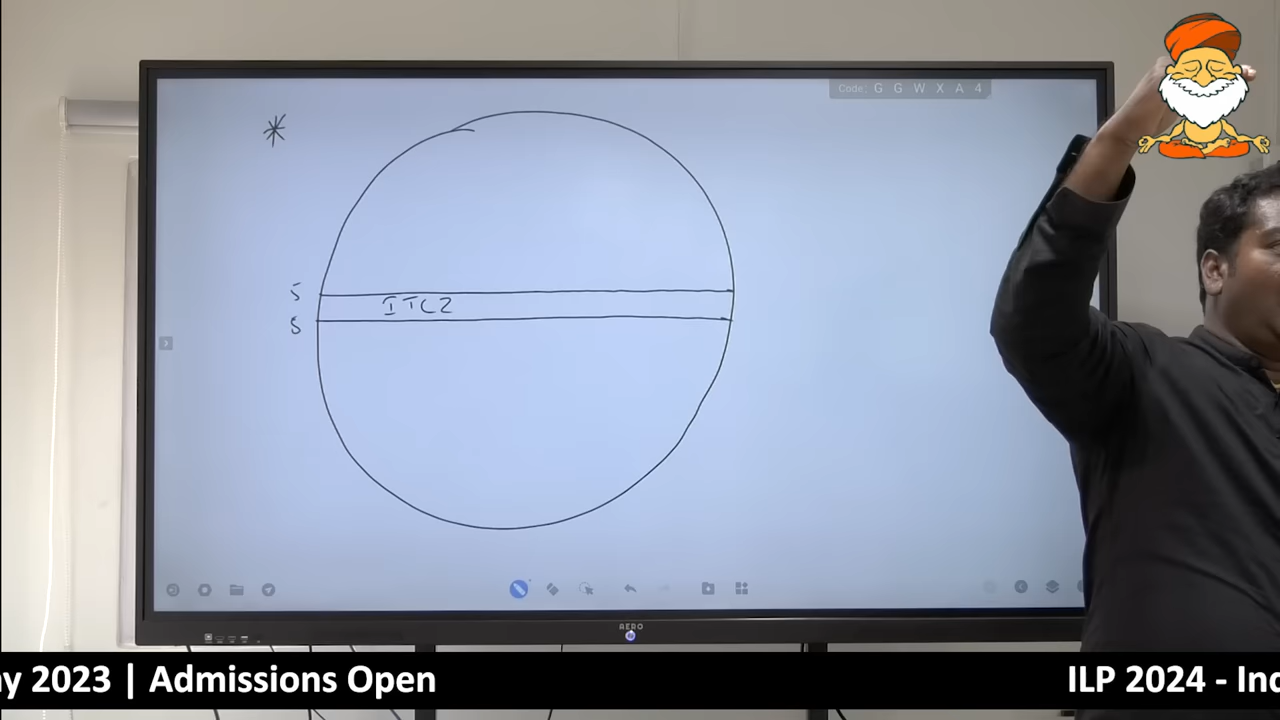 Code: G G W X A 4
*
5
ITCZ
5
AERO
ay 2023 | Admissions Open
ILP 2024 - Inc